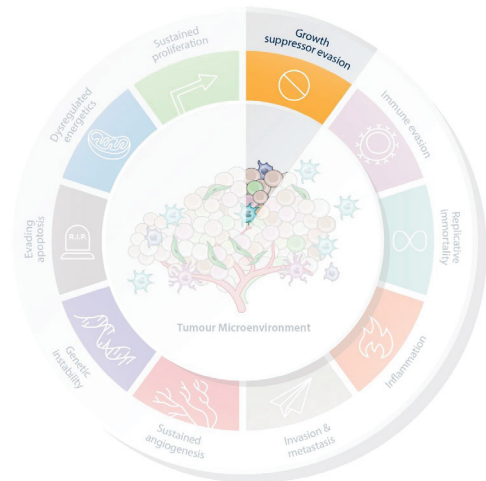 Growth
suppressor evasion
Immune evasion
Replicative
immortality
Inflammation
Invasion &
metastasis
Sustained
angiogenesis
Genetic
instability
Evading
apoptosis
R.I.P.
Dysregulated
energetics
Sustained
proliferation
Tumour Microenvironment